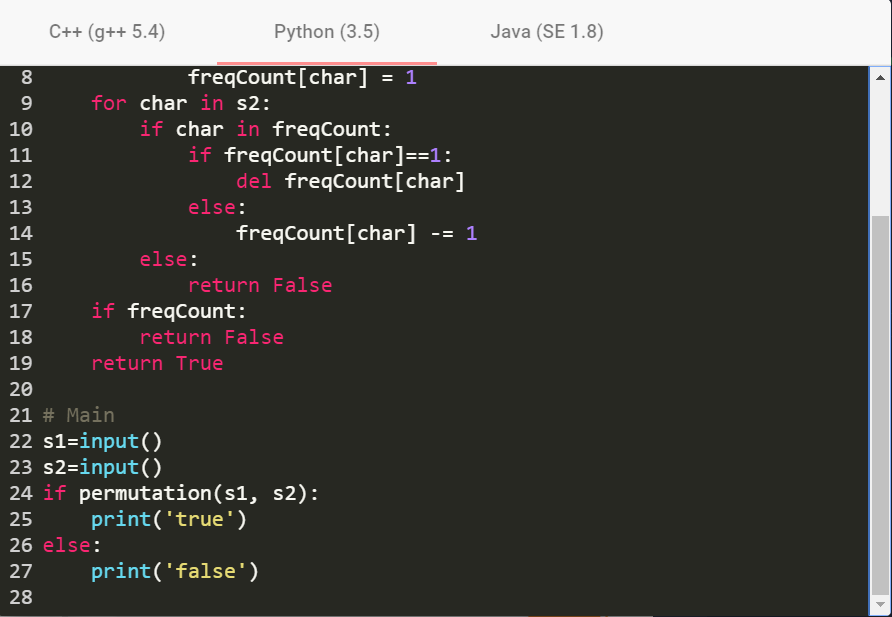 C++ (g++ 5.4) Python (3.5) Java (SE 1.8)
8             freqCount[char] = 1
9     for char in s2:
10         if char in freqCount:
11             if freqCount[char]==1:
12                 del freqCount[char]
13             else:
14                 freqCount[char] -= 1
15         else:
16             return False
17     if freqCount:
18         return False
19     return True
20
21 # Main
22 s1=input()
23 s2=input()
24 if permutation(s1, s2):
25     print('true')
26 else:
27     print('false')
28